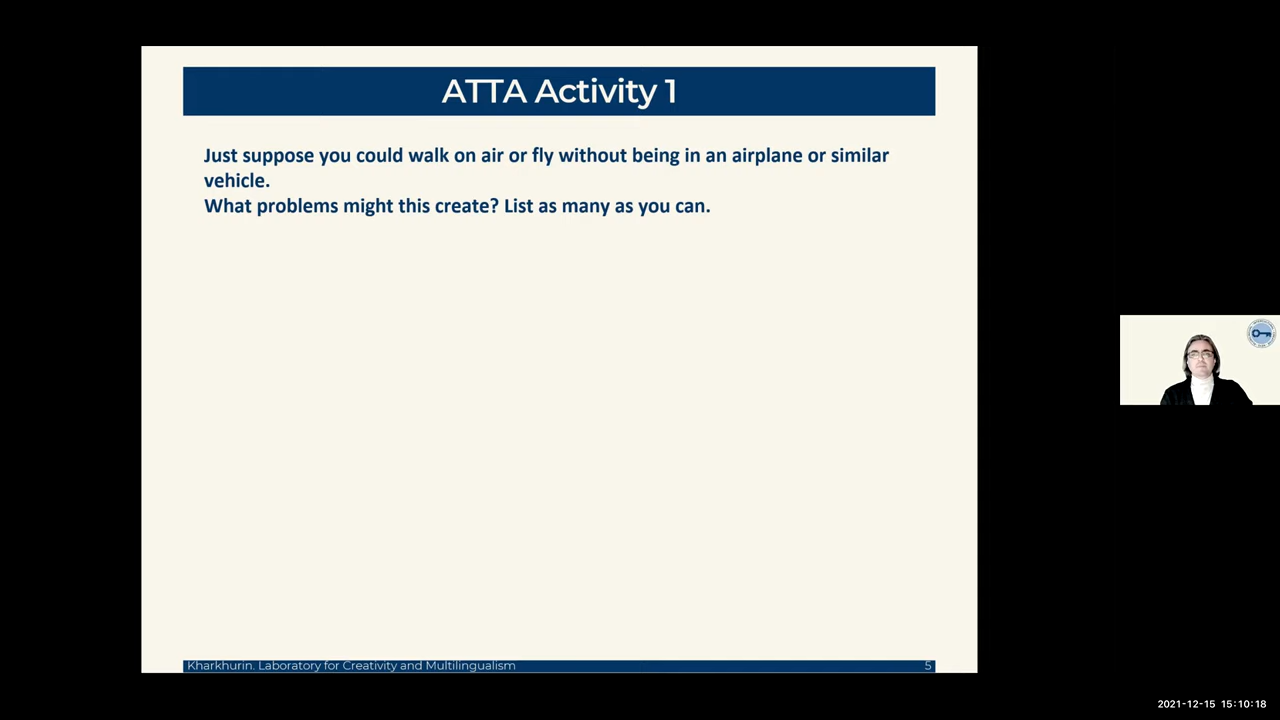 ATTA Activity 1
Just suppose you could walk on air or fly without being in an airplane or similar
vehicle.
What problems might this create? List as many as you can.
Kharkhurin. Laboratory for Creativity and Multilingualism
5
2021-12-15 15:10:18